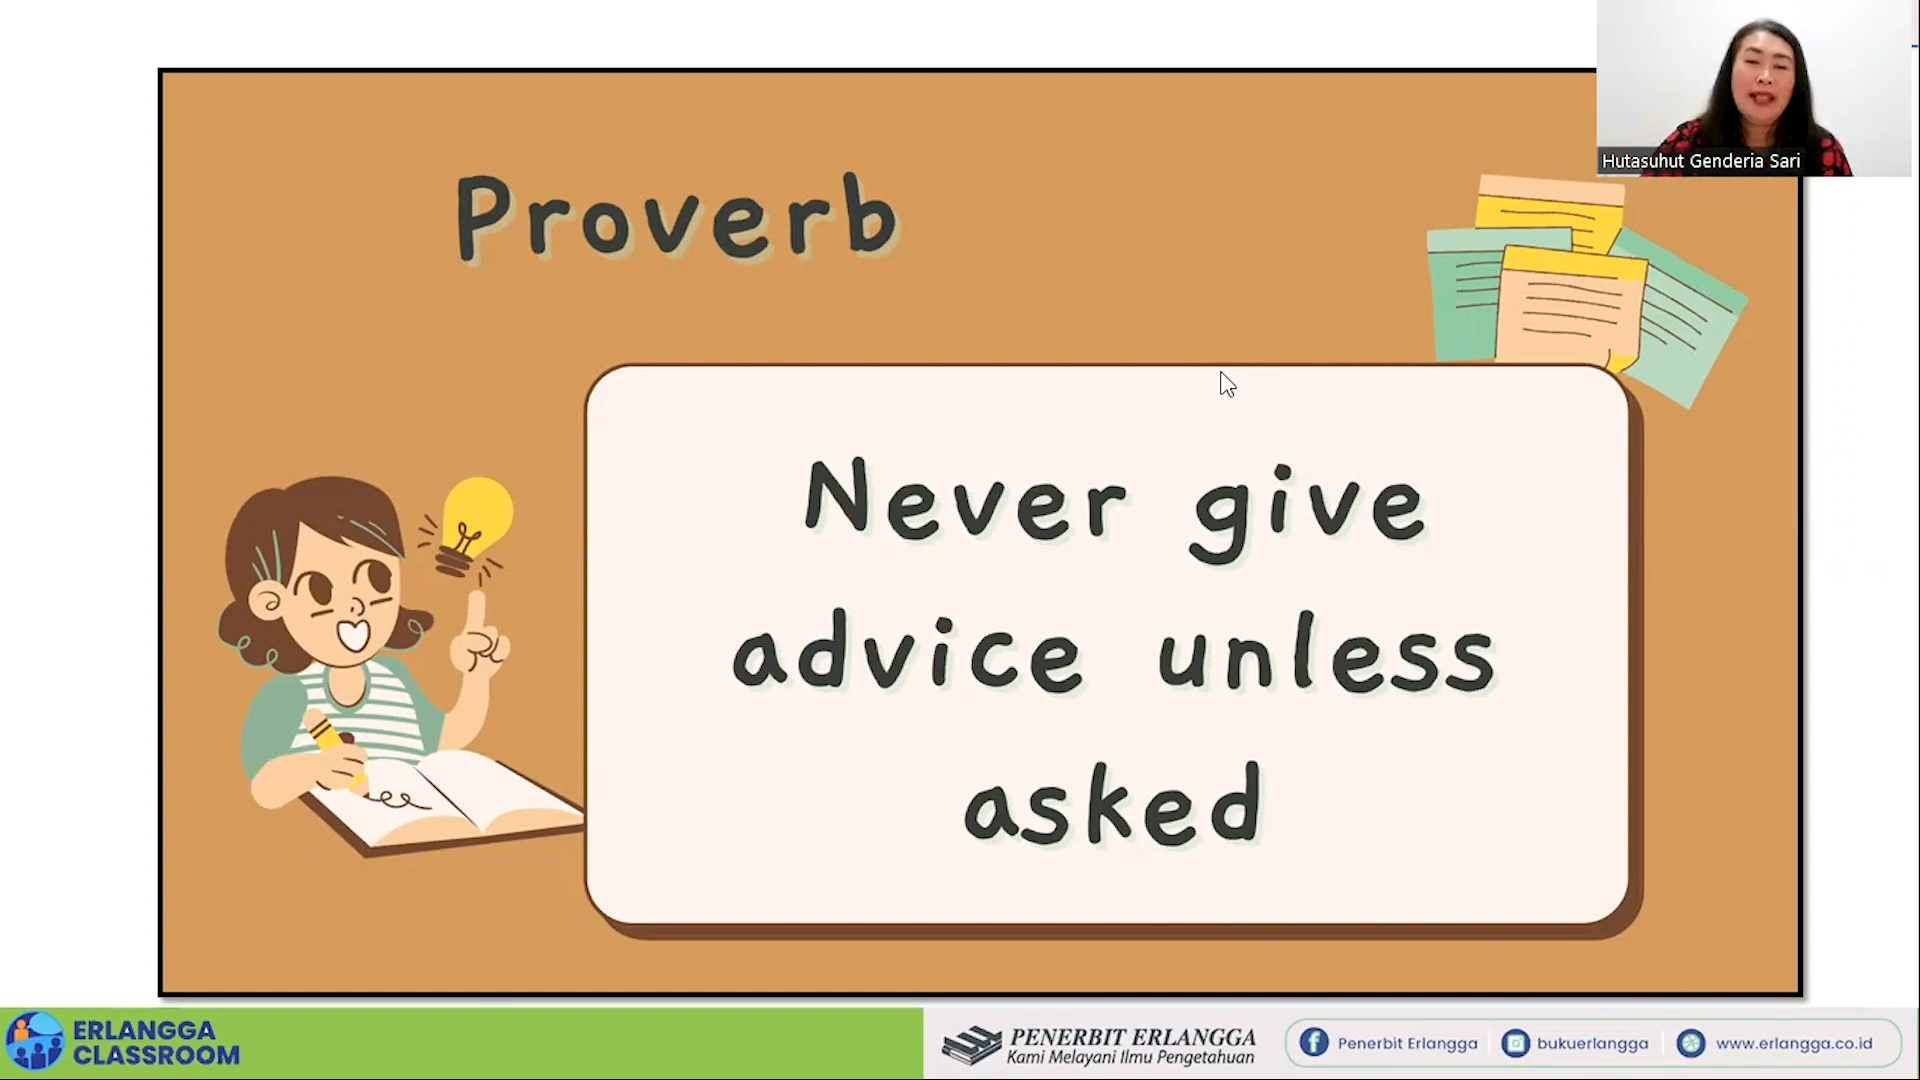 Hutasuhut Genderia Sari
Proverb
Never give
advice unless
asked
ERLANGGA
CLASSROOM
PENERBIT ERLANGGA
Kami Melayani Ilmu Pengetahuan
Penerbit Erlangga
bukuerlangga
www.erlangga.co.id